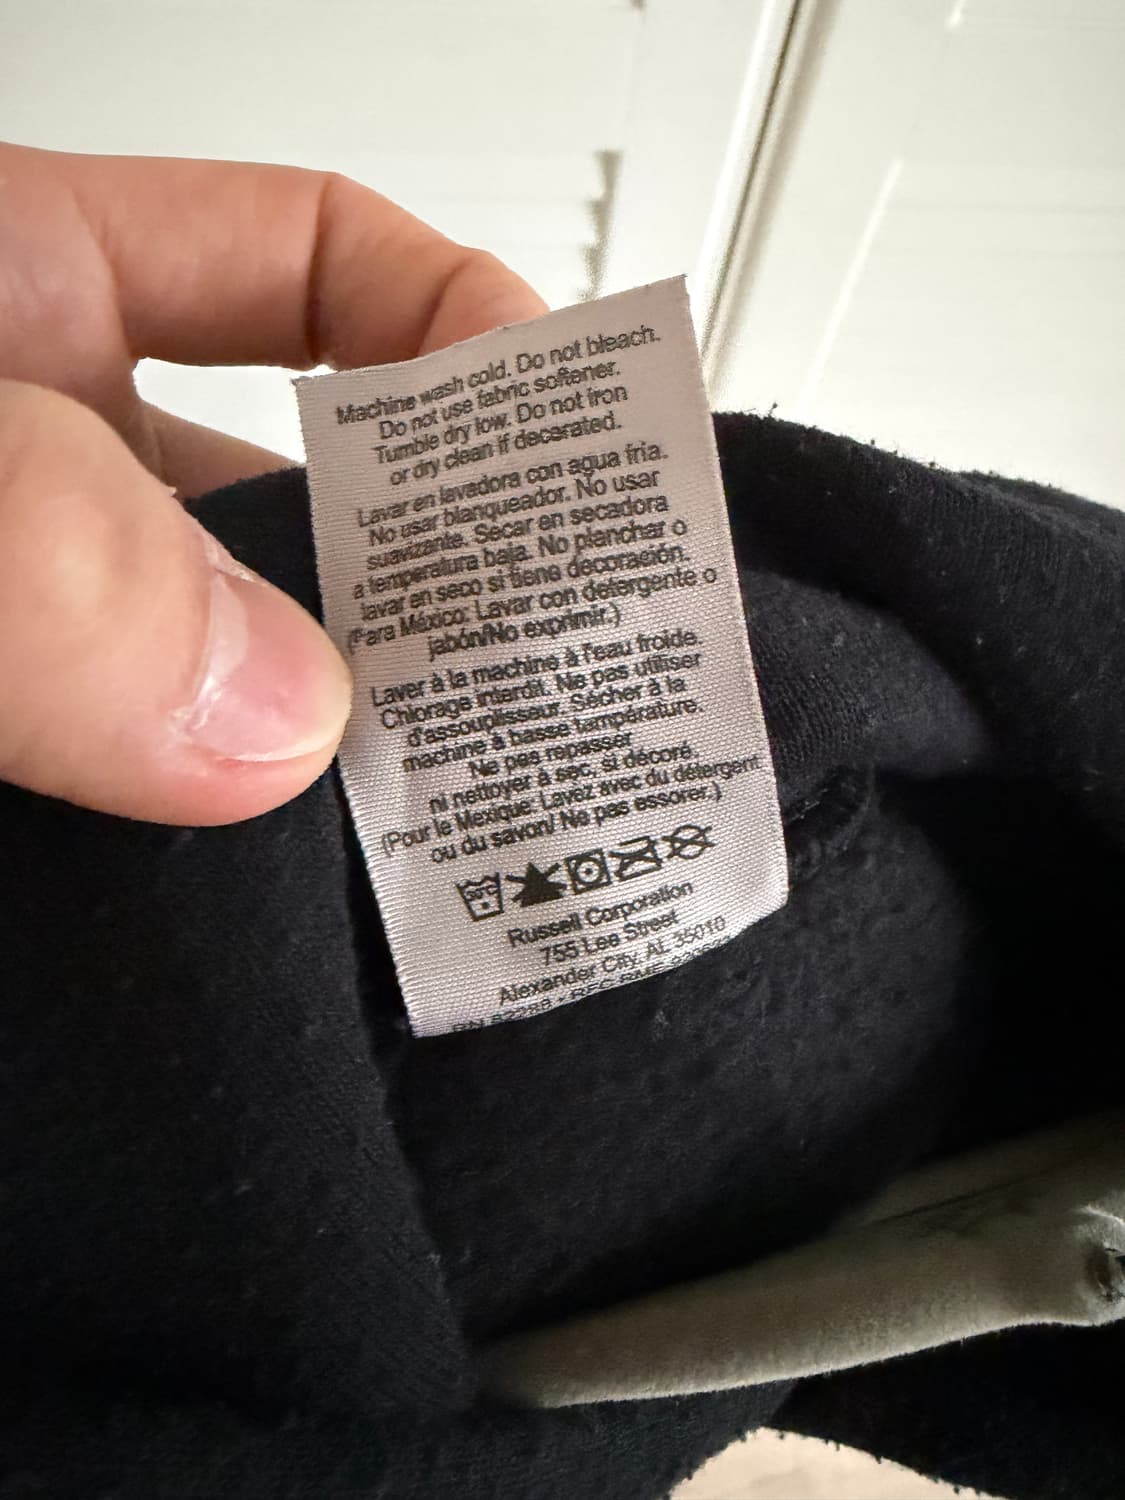 Machine wash cold. Do not bleach.
Do not use fabric softener.
Tumble dry low. Do not iron
or dry clean if decorated.
Lavar en lavadora con agua fria.
No usar blanqueador. No usar
suavizante. Secar en secadora
a temperatura baja. No planchar o
lavar en seco si tiene decoración.
(Para México: Lavar con detergente o
jabón/No exprimir.)
Laver à la machine à l'eau froide.
Chlorage interdit. Ne pas utiliser
d'assouplisseur. Sécher à la
machine à basse température.
Ne pas repasser
ni nettoyer à sec, si décoré.
(Pour le Mexique: Lavez avec du détergent
ou du savon/ Ne pas essorer.)
Russell Corporation
755 Lee Street
Alexander City, AL 35010
RN